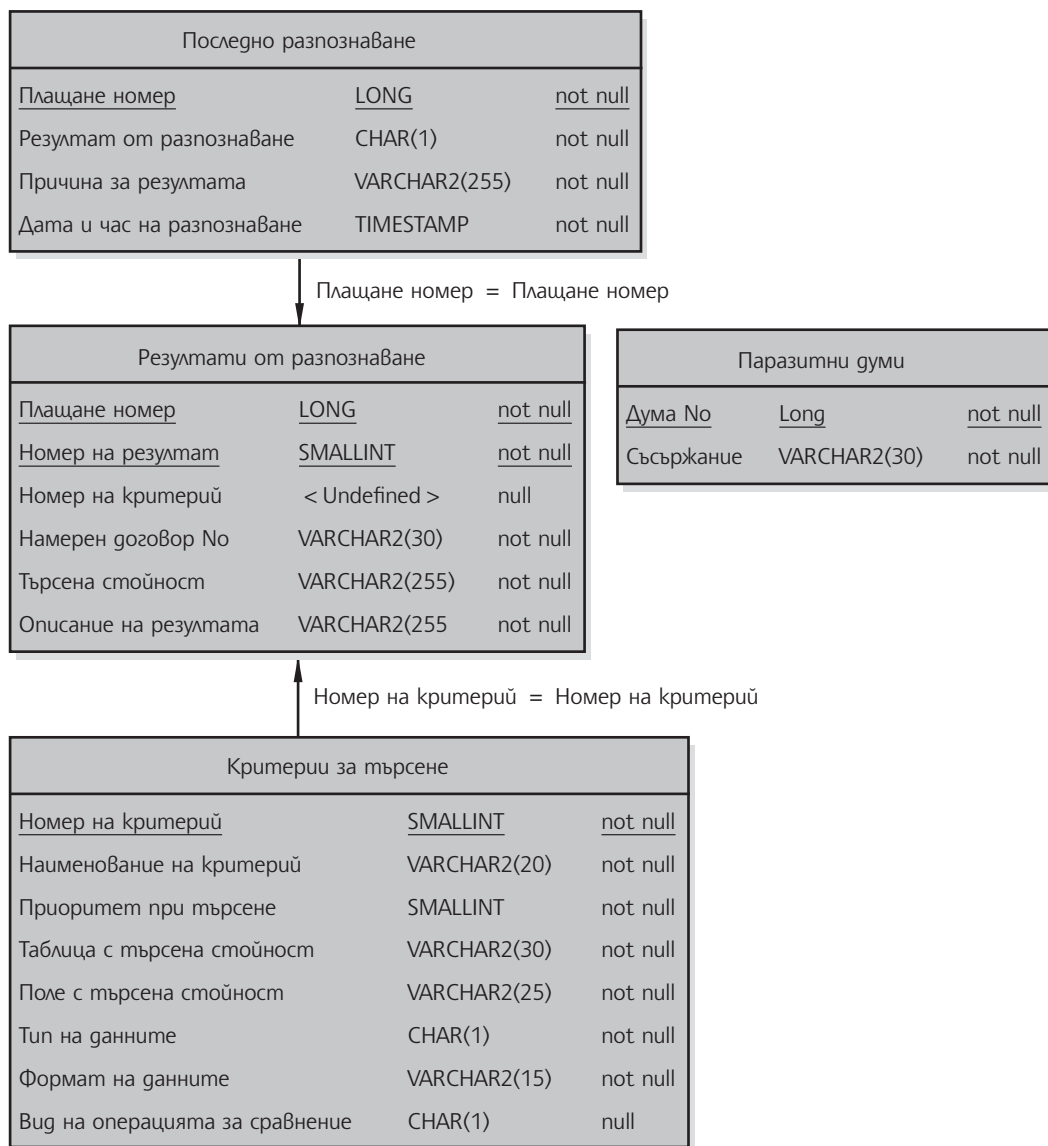 Последно разпознаване
Плащане номер LONG not null
Резултат от разпознаване CHAR(1) not null
Причина за резултата VARCHAR2(255) not null
Дата и час на разпознаване TIMESTAMP not null
Плащане номер = Плащане номер
Резултати от разпознаване
Плащане номер LONG not null
Номер на резултат SMALLINT not null
Номер на критерий < Undefined > null
Намерен договор No VARCHAR2(30) not null
Търсена стойност VARCHAR2(255) not null
Описание на резултата VARCHAR2(255 not null
Паразитни думи
Дума No Long not null
Съсържание VARCHAR2(30) not null
Номер на критерий = Номер на критерий
Критерии за търсене
Номер на критерий SMALLINT not null
Наименование на критерий VARCHAR2(20) not null
Приоритет при търсене SMALLINT not null
Таблица с търсена стойност VARCHAR2(30) not null
Поле с търсена стойност VARCHAR2(25) not null
Тип на данните CHAR(1) not null
Формат на данните VARCHAR2(15) not null
Вид на операцията за сравнение CHAR(1) null